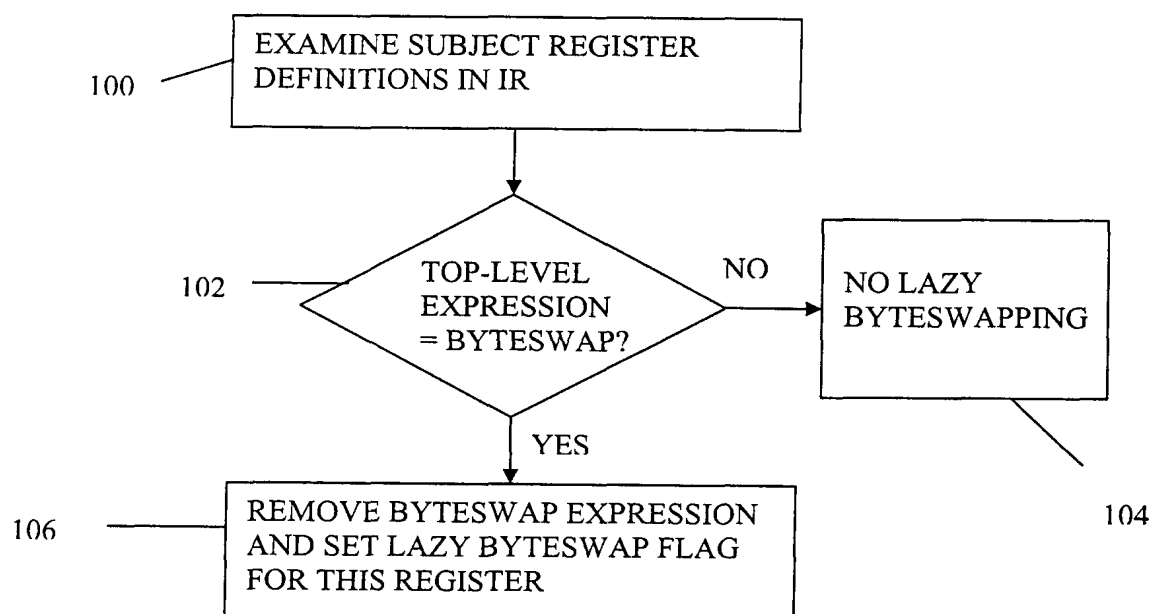 EXAMINE SUBJECT REGISTER
DEFINITIONS IN IR
100
102
TOP-LEVEL
EXPRESSION
= BYTESWAP?
NO
NO LAZY
BYTESWAPPING
YES
104
106
REMOVE BYTESWAP EXPRESSION
AND SET LAZY BYTESWAP FLAG
FOR THIS REGISTER